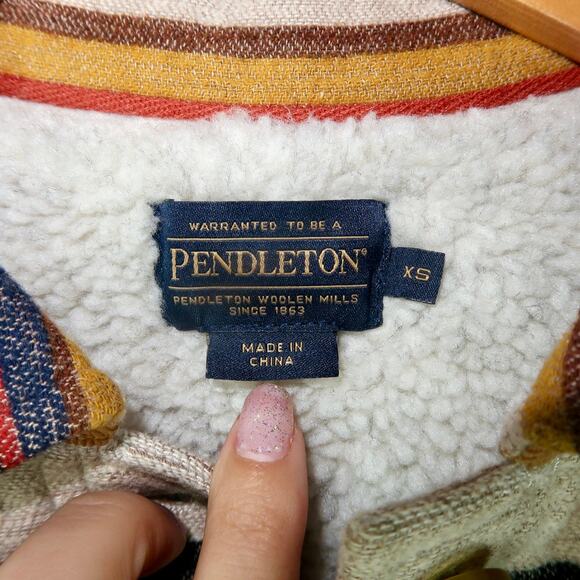 WARRANTED TO BE A
PENDLETON®
PENDLETON WOOLEN MILLS®
SINCE 1863
XS
MADE IN
CHINA